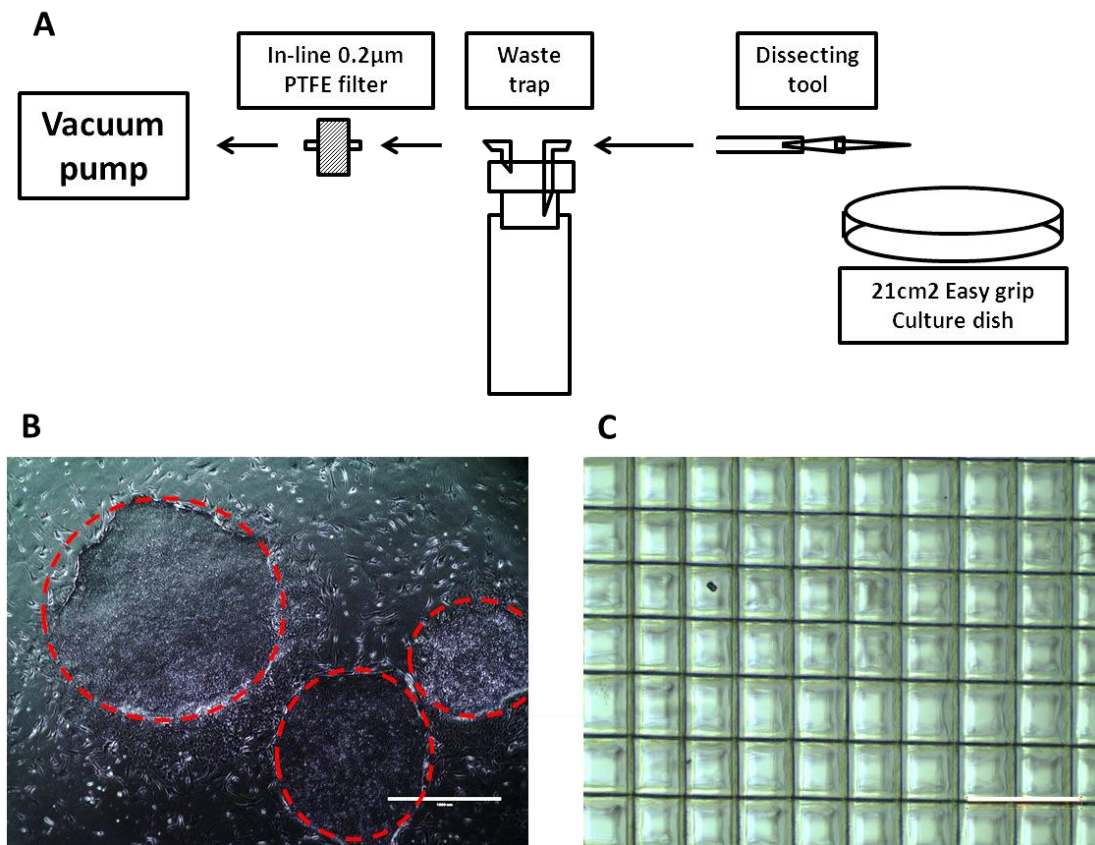 A
In-line 0.2µm
PTFE filter
Waste
trap
Dissecting
tool
Vacuum
pump
21cm2 Easy grip
Culture dish
B
C